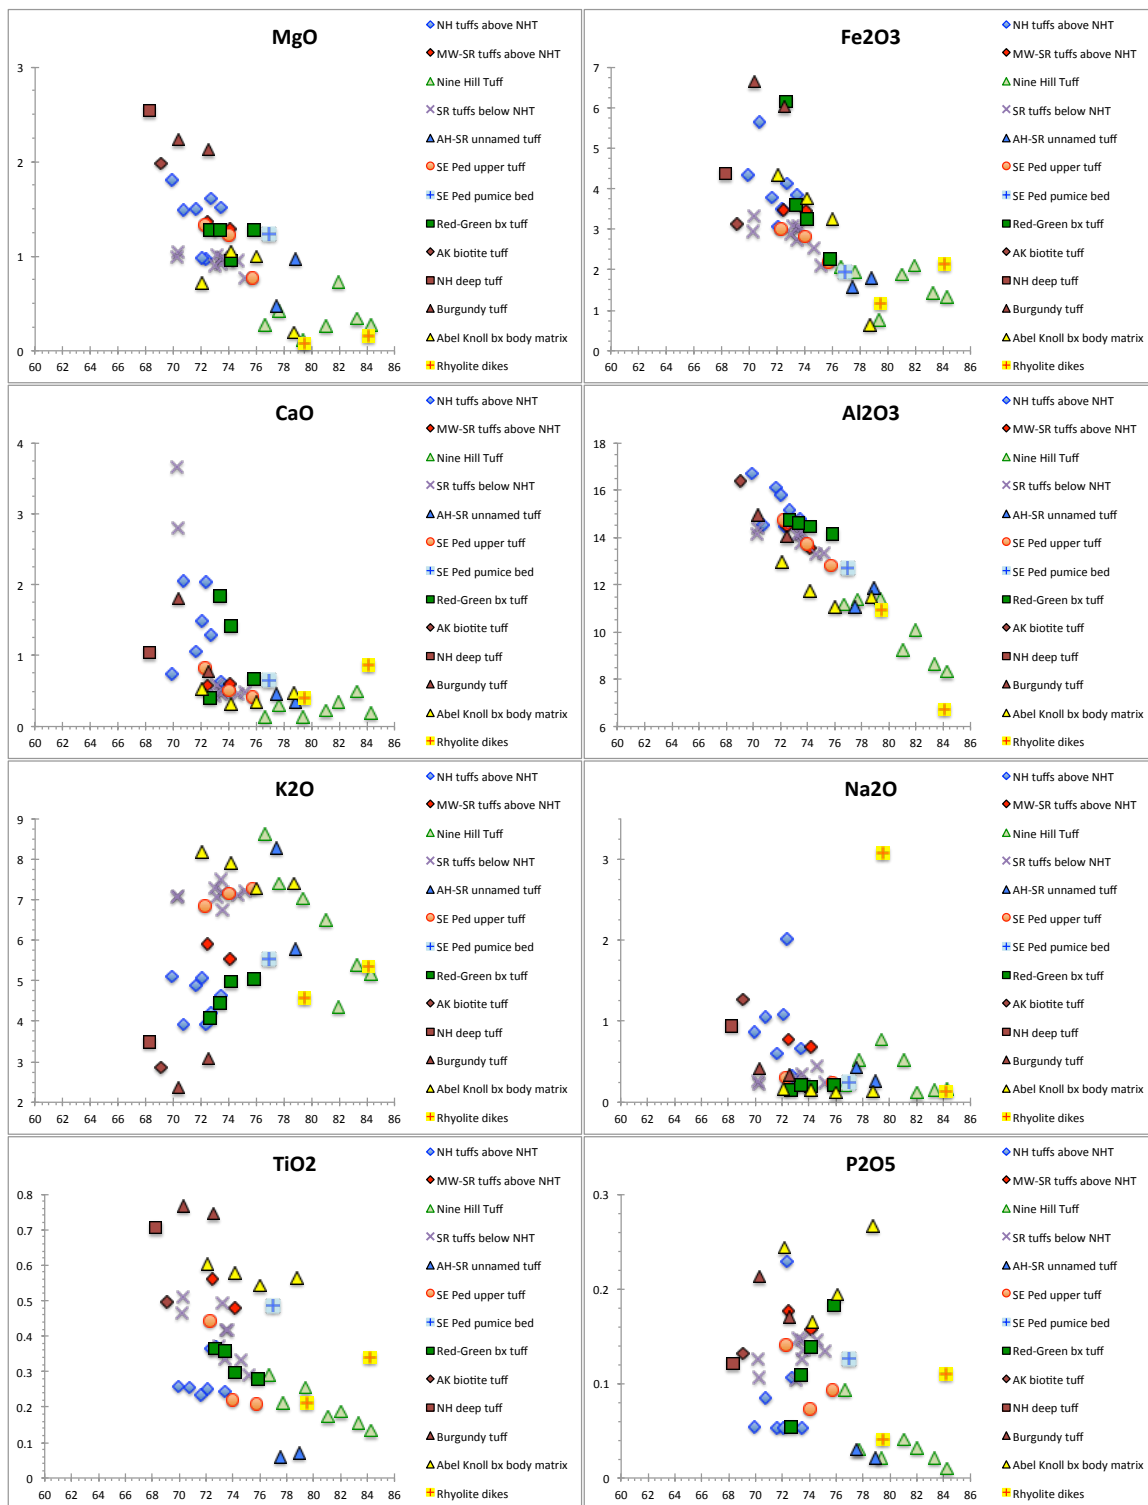 MgO
3
2
1
0
60 62 64 66 68 70 72 74 76 78 80 82 84 86
NH tuffs above NHT
MW-SR tuffs above NHT
Nine Hill Tuff
SR tuffs below NHT
AH-SR unnamed tuff
SE Ped upper tuff
SE Ped pumice bed
Red-Green bx tuff
AK biotite tuff
NH deep tuff
Burgundy tuff
Abel Knoll bx body matrix
Rhyolite dikes
Fe2O3
7
6
5
4
3
2
1
0
60 62 64 66 68 70 72 74 76 78 80 82 84 86
NH tuffs above NHT
MW-SR tuffs above NHT
Nine Hill Tuff
SR tuffs below NHT
AH-SR unnamed tuff
SE Ped upper tuff
SE Ped pumice bed
Red-Green bx tuff
AK biotite tuff
NH deep tuff
Burgundy tuff
Abel Knoll bx body matrix
Rhyolite dikes
CaO
4
3
2
1
0
60 62 64 66 68 70 72 74 76 78 80 82 84 86
NH tuffs above NHT
MW-SR tuffs above NHT
Nine Hill Tuff
SR tuffs below NHT
AH-SR unnamed tuff
SE Ped upper tuff
SE Ped pumice bed
Red-Green bx tuff
AK biotite tuff
NH deep tuff
Burgundy tuff
Abel Knoll bx body matrix
Rhyolite dikes
Al2O3
18
16
14
12
10
8
6
60 62 64 66 68 70 72 74 76 78 80 82 84 86
NH tuffs above NHT
MW-SR tuffs above NHT
Nine Hill Tuff
SR tuffs below NHT
AH-SR unnamed tuff
SE Ped upper tuff
SE Ped pumice bed
Red-Green bx tuff
AK biotite tuff
NH deep tuff
Burgundy tuff
Abel Knoll bx body matrix
Rhyolite dikes
K2O
9
8
7
6
5
4
3
2
60 62 64 66 68 70 72 74 76 78 80 82 84 86
NH tuffs above NHT
MW-SR tuffs above NHT
Nine Hill Tuff
SR tuffs below NHT
AH-SR unnamed tuff
SE Ped upper tuff
SE Ped pumice bed
Red-Green bx tuff
AK biotite tuff
NH deep tuff
Burgundy tuff
Abel Knoll bx body matrix
Rhyolite dikes
Na2O
3
2
1
0
60 62 64 66 68 70 72 74 76 78 80 82 84 86
NH tuffs above NHT
MW-SR tuffs above NHT
Nine Hill Tuff
SR tuffs below NHT
AH-SR unnamed tuff
SE Ped upper tuff
SE Ped pumice bed
Red-Green bx tuff
AK biotite tuff
NH deep tuff
Burgundy tuff
Abel Knoll bx body matrix
Rhyolite dikes
TiO2
0.8
0.7
0.6
0.5
0.4
0.3
0.2
0.1
0
60 62 64 66 68 70 72 74 76 78 80 82 84 86
NH tuffs above NHT
MW-SR tuffs above NHT
Nine Hill Tuff
SR tuffs below NHT
AH-SR unnamed tuff
SE Ped upper tuff
SE Ped pumice bed
Red-Green bx tuff
AK biotite tuff
NH deep tuff
Burgundy tuff
Abel Knoll bx body matrix
Rhyolite dikes
P2O5
0.3
0.2
0.1
0
60 62 64 66 68 70 72 74 76 78 80 82 84 86
NH tuffs above NHT
MW-SR tuffs above NHT
Nine Hill Tuff
SR tuffs below NHT
AH-SR unnamed tuff
SE Ped upper tuff
SE Ped pumice bed
Red-Green bx tuff
AK biotite tuff
NH deep tuff
Burgundy tuff
Abel Knoll bx body matrix
Rhyolite dikes